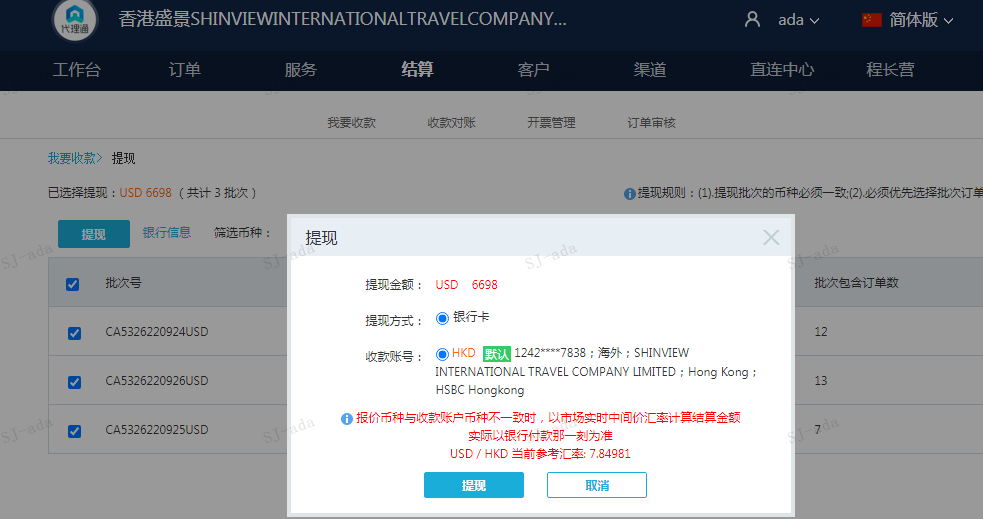 代理通
香港盛景SHINVIEWINTERNATIONALTRAVELCOMPANY...
ada
简体版
工作台 订单 服务 结算 客户 渠道 直连中心 程长营
我要收款 收款对账 开票管理 订单审核
我要收款> 提现
已选择提现：USD 6698（共计 3 批次）
提现规则：(1).提现批次的币种必须一致;(2).必须优先选择批次订单
提现 银行信息 筛选币种：
批次号 批次包含订单数
CA5326220924USD 12
CA5326220926USD 13
CA5326220925USD 7
提现
提现金额： USD 6698
提现方式： 银行卡
收款账号： HKD 默认 1242****7838；海外；SHINVIEW
INTERNATIONAL TRAVEL COMPANY LIMITED；Hong Kong；
HSBC Hongkong
报价币种与收款账户币种不一致时，以市场实时中间价汇率计算结算金额
实际以银行付款那一刻为准
USD / HKD 当前参考汇率: 7.84981
提现 取消
SJ-ada
SJ-ada
SJ-ada
SJ-ada
SJ-ada
SJ-ada